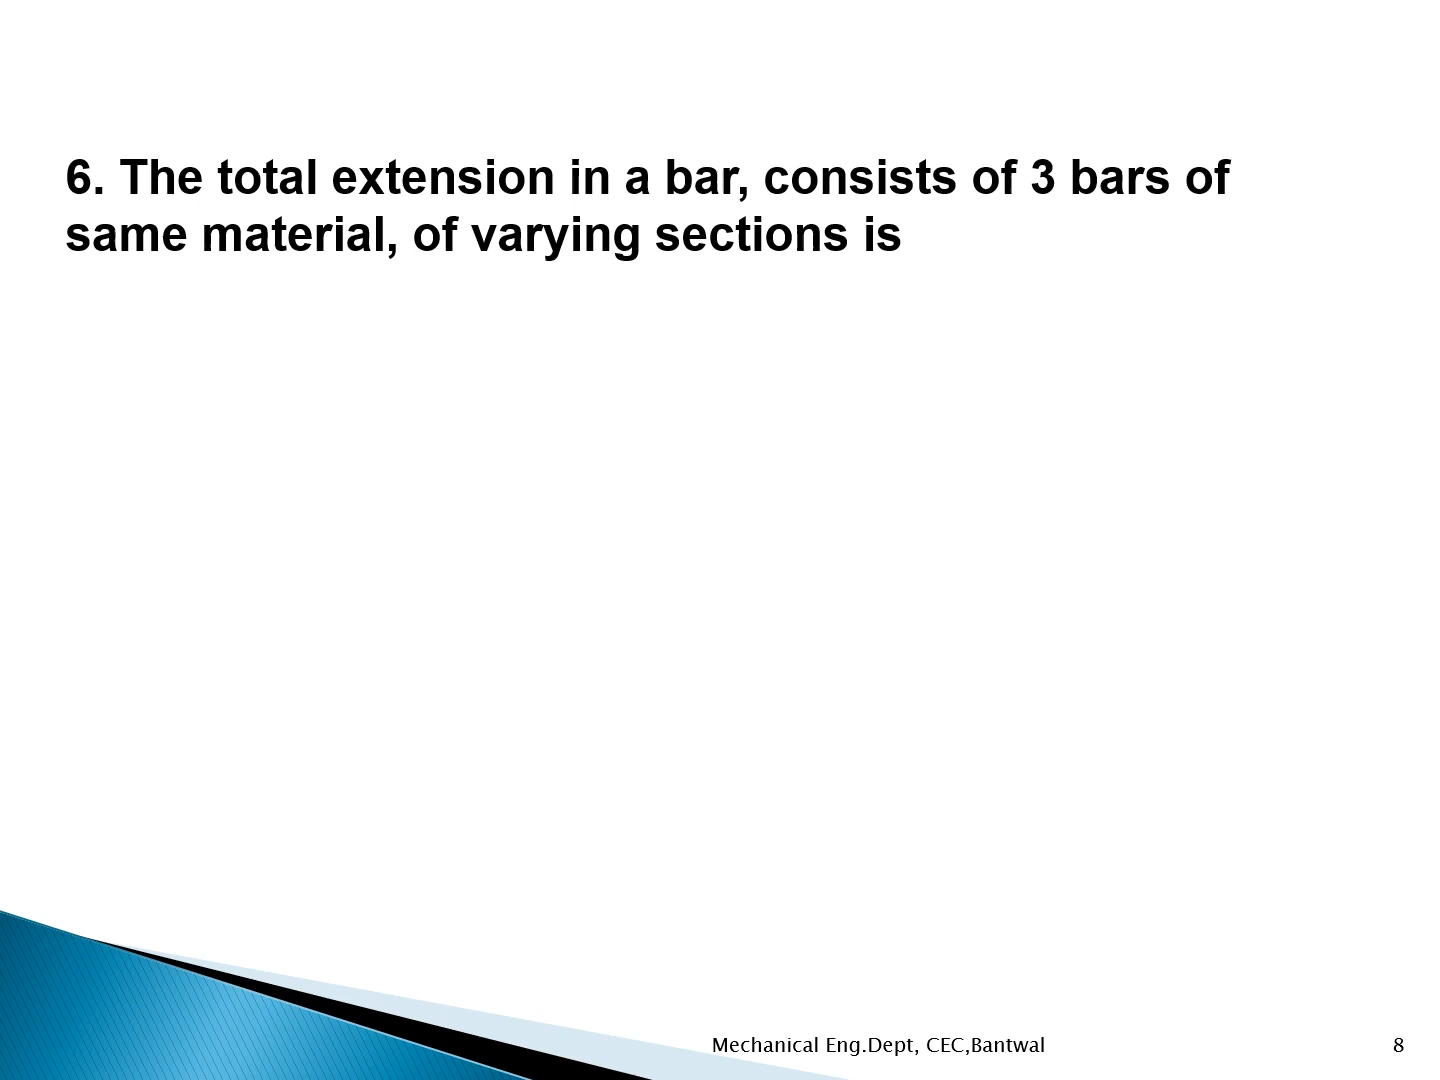 6. The total extension in a bar, consists of 3 bars of
same material, of varying sections is
Mechanical Eng.Dept, CEC,Bantwal
8